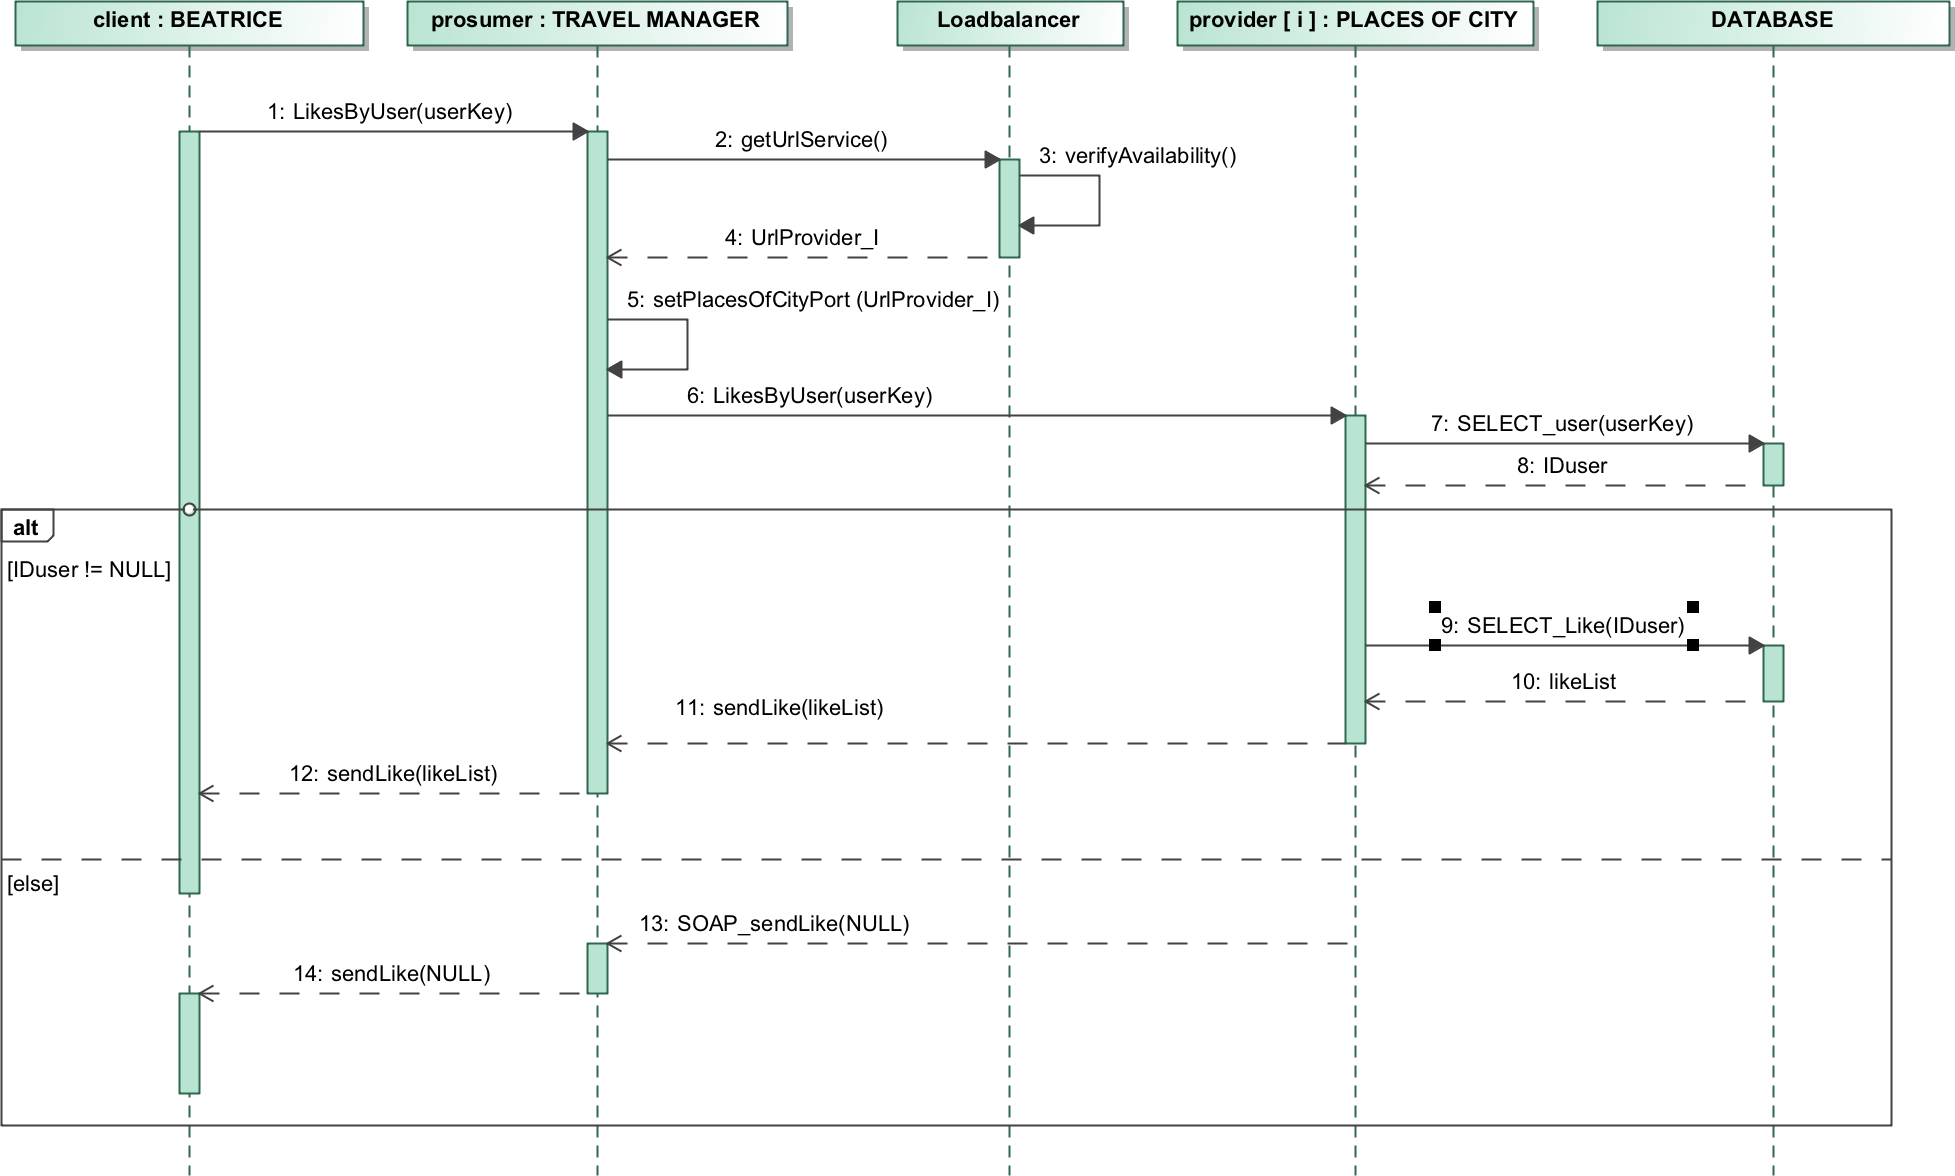 client : BEATRICE
prosumer : TRAVEL MANAGER
Loadbalancer
provider [ i ] : PLACES OF CITY
DATABASE
1: LikesByUser(userKey)
2: getUrlService()
3: verifyAvailability()
4: UrlProvider_I
5: setPlacesOfCityPort (UrlProvider_I)
6: LikesByUser(userKey)
7: SELECT_user(userKey)
8: IDuser
alt
[IDuser != NULL]
9: SELECT_Like(IDuser)
10: likeList
11: sendLike(likeList)
12: sendLike(likeList)
[else]
13: SOAP_sendLike(NULL)
14: sendLike(NULL)